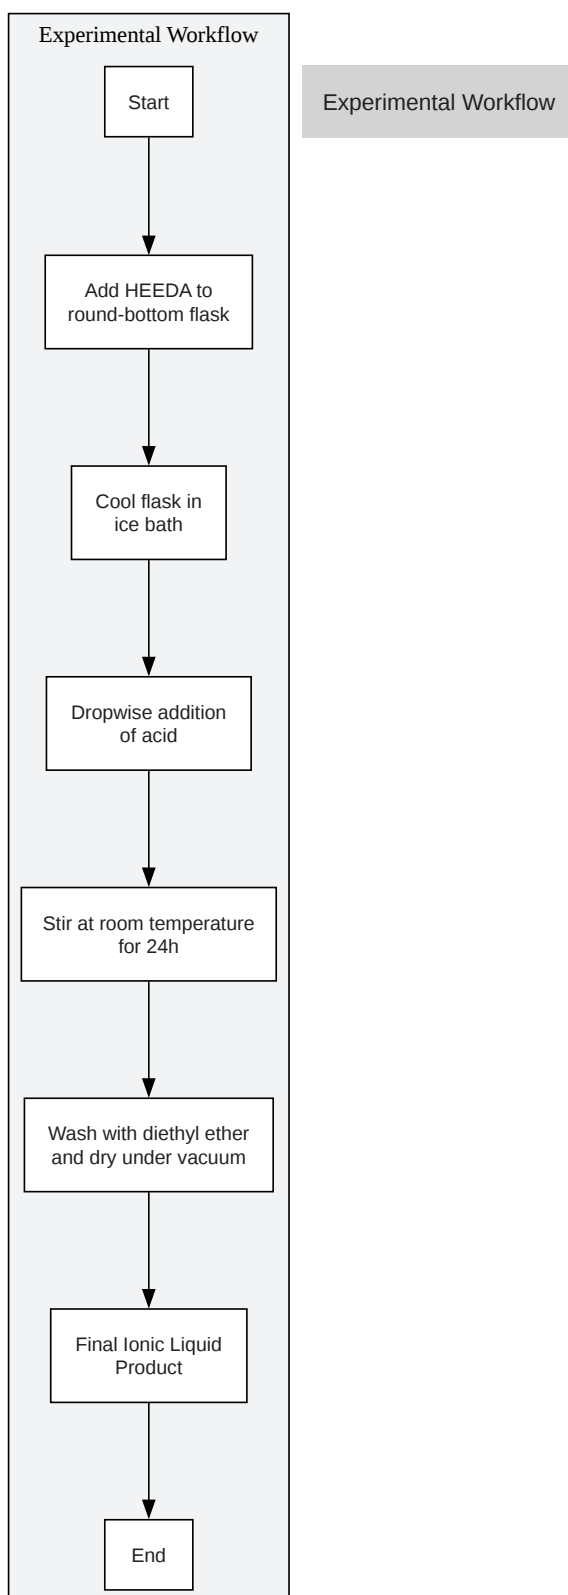 Experimental Workflow
Start
Experimental Workflow
Add HEEDA to
round-bottom flask
Cool flask in
ice bath
Dropwise addition
of acid
Stir at room temperature
for 24h
Wash with diethyl ether
and dry under vacuum
Final Ionic Liquid
Product
End